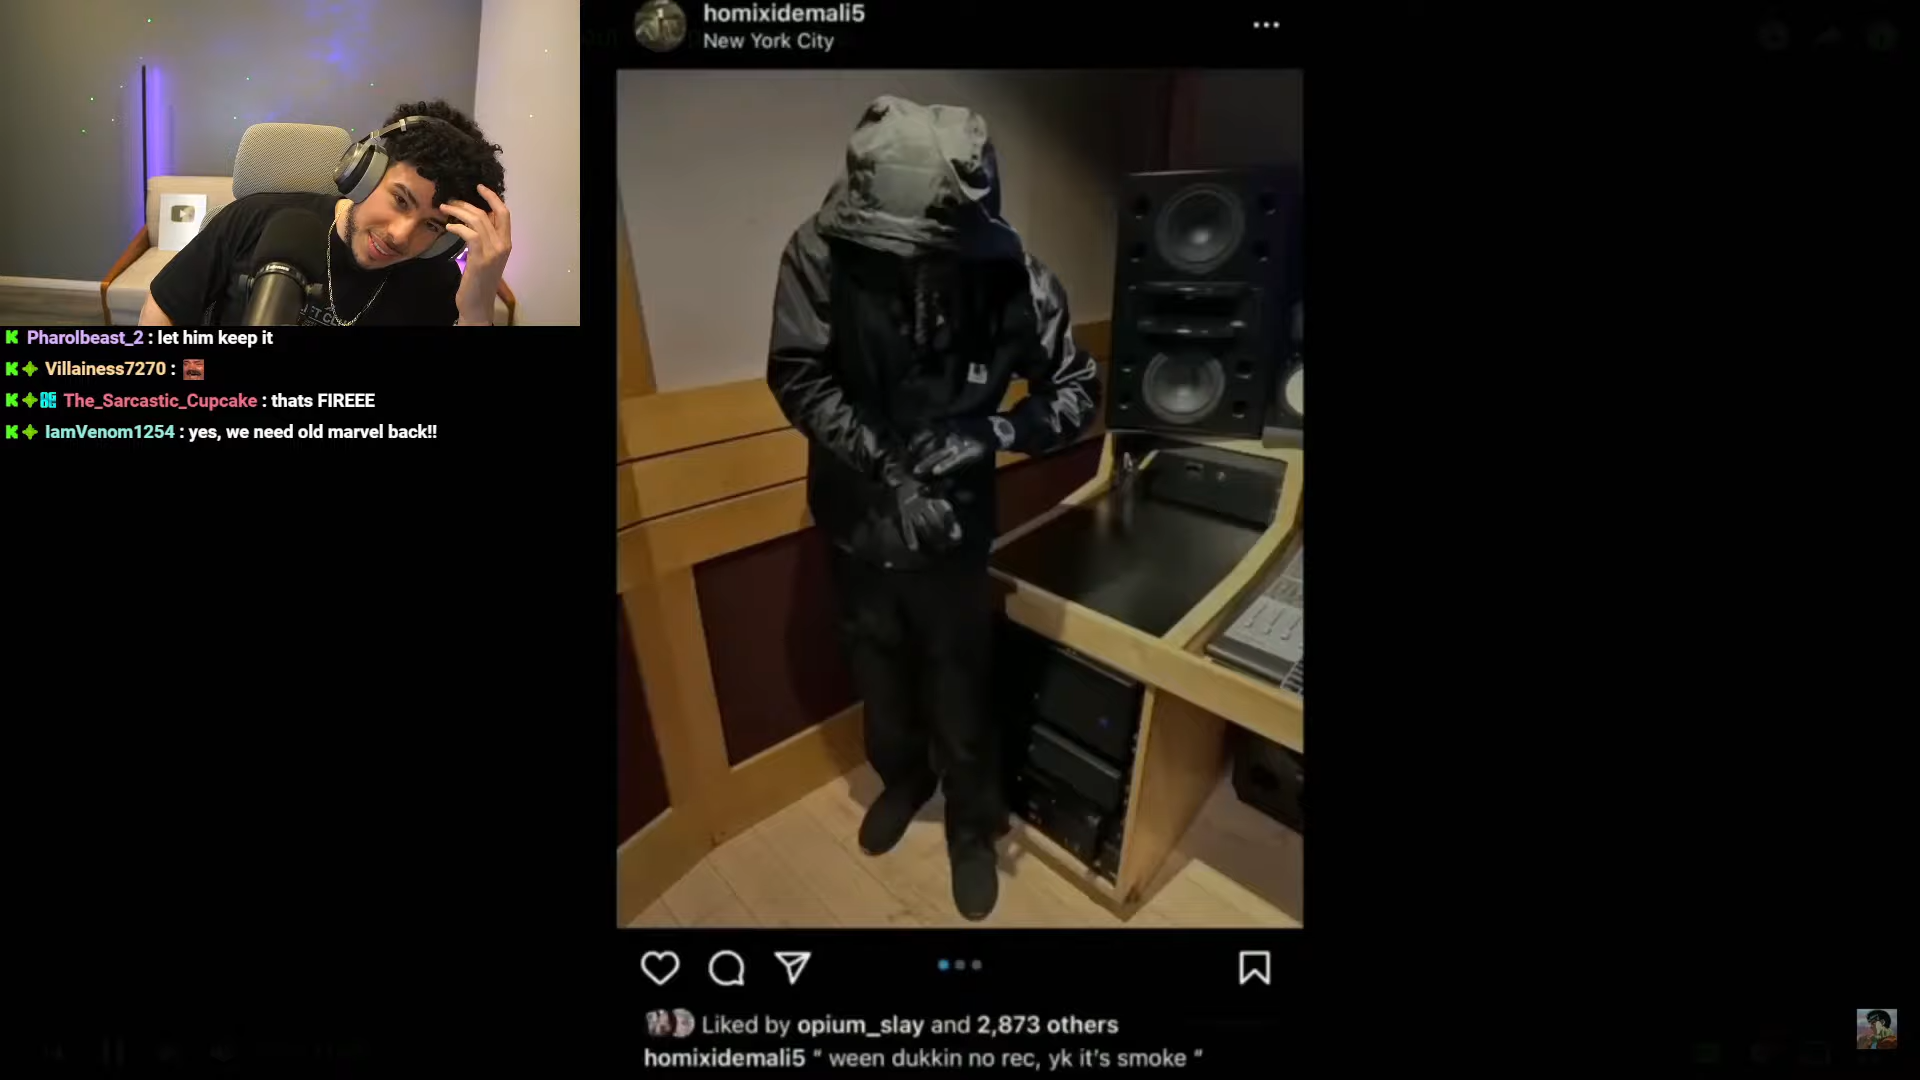 homixidemali5
New York City
Pharolbeast_2 : let him keep it
Villainess7270 :
The_Sarcastic_Cupcake : thats FIREEE
IamVenom1254 : yes, we need old marvel back!!
Liked by opium_slay and 2,873 others
homixidemali5 “ ween dukkin no rec, yk it's smoke “